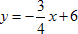 y = −3/4 x + 6